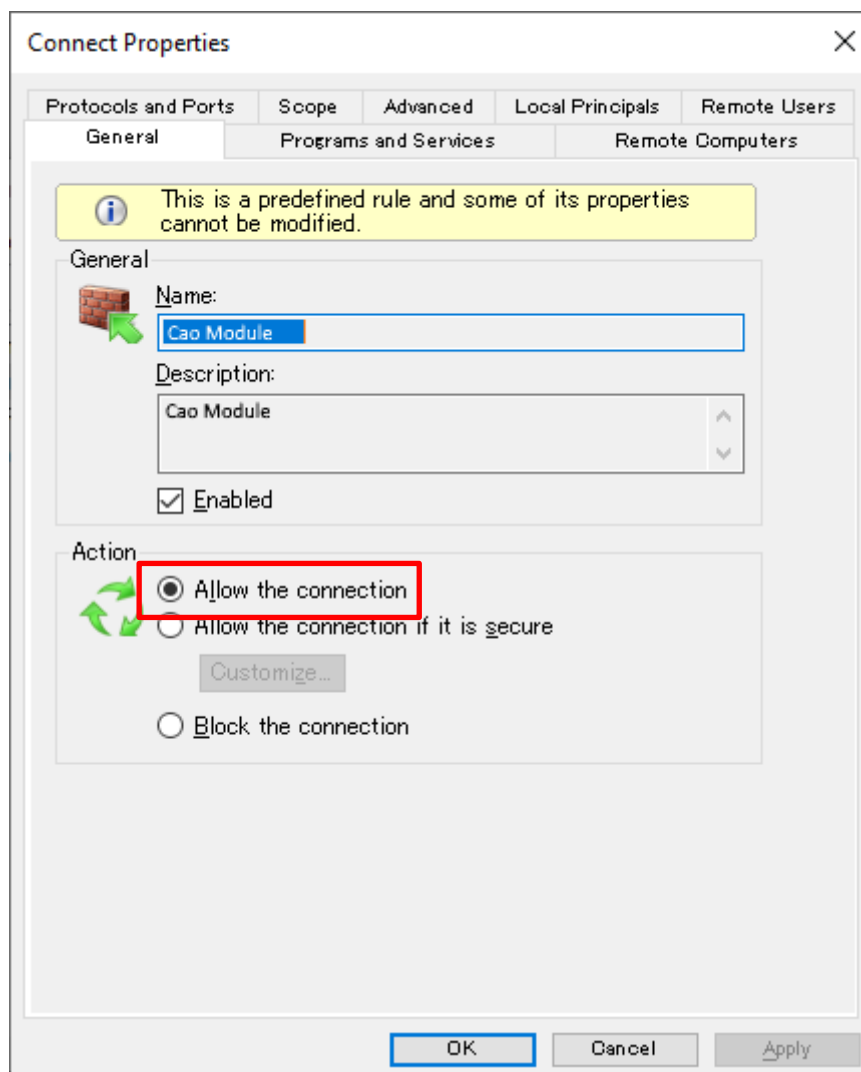 Connect Properties
Protocols and Ports Scope Advanced Local Principals Remote Users
General Programs and Services Remote Computers
This is a predefined rule and some of its properties
cannot be modified.
General
Name:
Cao Module
Description:
Cao Module
Enabled
Action
Allow the connection
Allow the connection if it is secure
Customize...
Block the connection
OK Cancel Apply